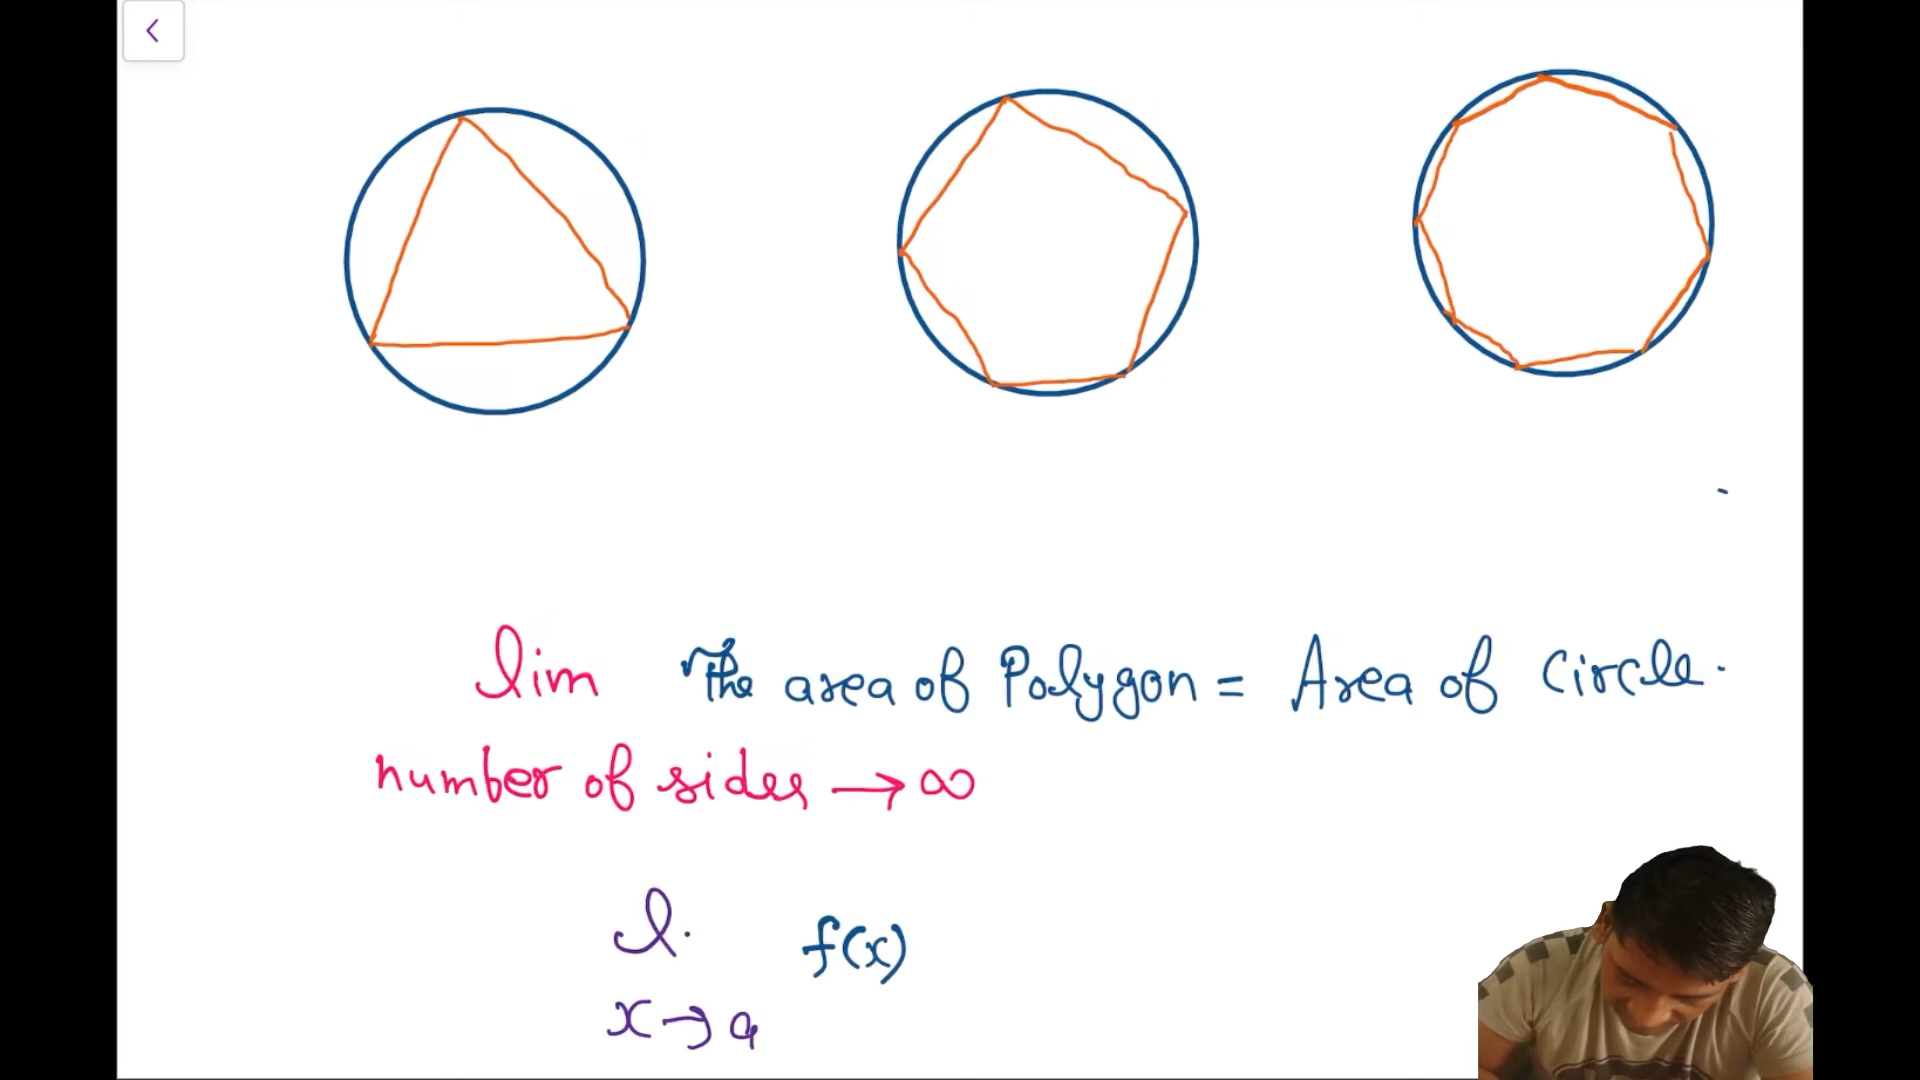 lim The area of Polygon = Area of Circle.
number of sides → ∞
l. f(x)
x → a